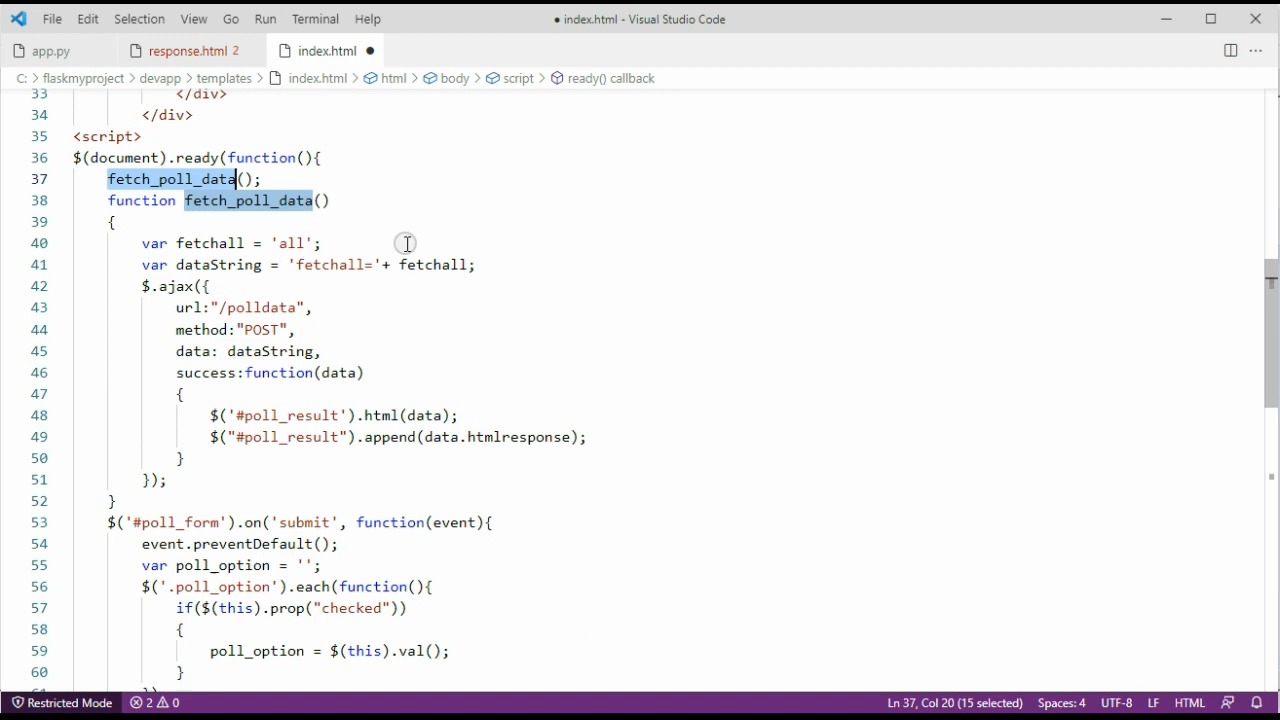 File Edit Selection View Go Run Terminal Help ● index.html - Visual Studio Code
app.py response.html 2 index.html ●
C: > flaskmyproject > devapp > templates > index.html > html > body > script > ready() callback
33 </div>
34 </div>
35 <script>
36 $(document).ready(function(){
37 fetch_poll_data();
38 function fetch_poll_data()
39 {
40 var fetchall = 'all';
41 var dataString = 'fetchall='+ fetchall;
42 $.ajax({
43 url:"/polldata",
44 method:"POST",
45 data: dataString,
46 success:function(data)
47 {
48 $('#poll_result').html(data);
49 $("#poll_result").append(data.htmlresponse);
50 }
51 });
52 }
53 $('#poll_form').on('submit', function(event){
54 event.preventDefault();
55 var poll_option = '';
56 $('.poll_option').each(function(){
57 if($(this).prop("checked"))
58 {
59 poll_option = $(this).val();
60 }
Restricted Mode 2 0 Ln 37, Col 20 (15 selected) Spaces: 4 UTF-8 LF HTML